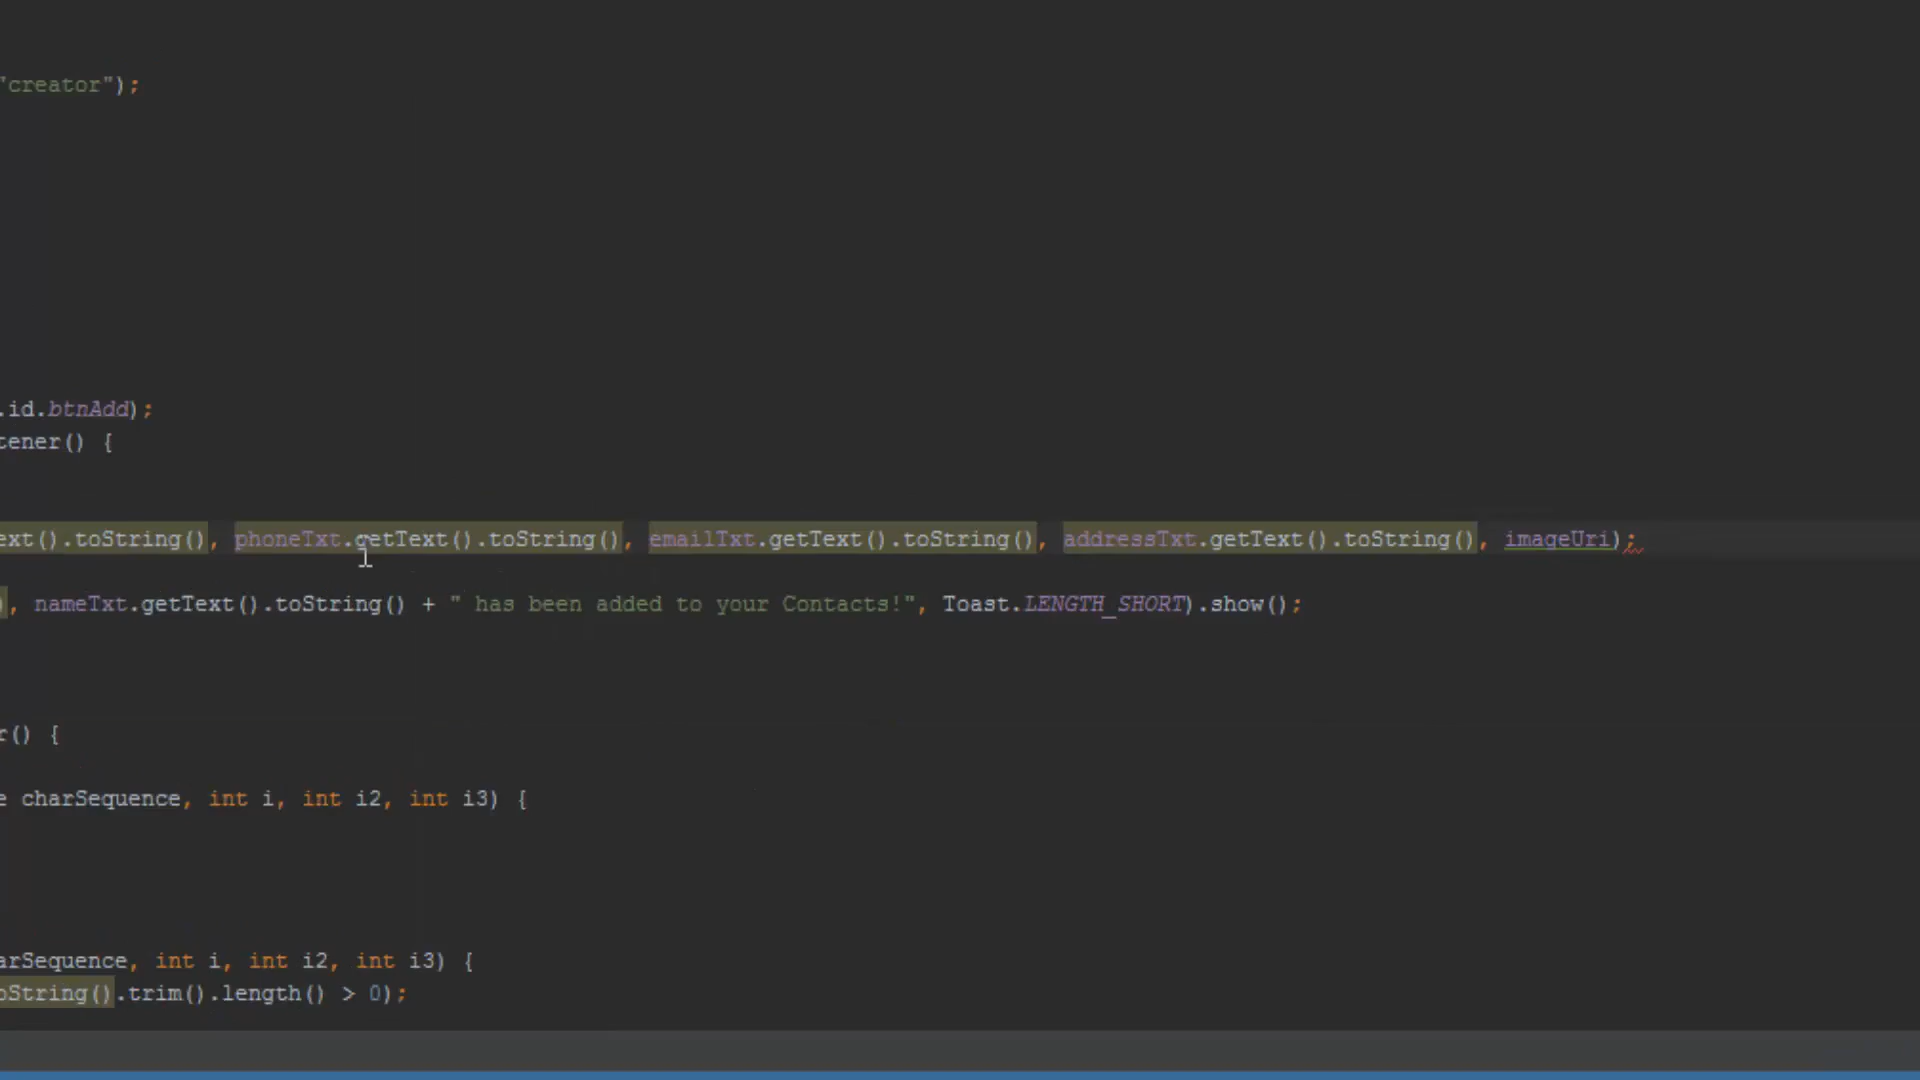 "creator");
.id.btnAdd);
tener() {
ext().toString(), phoneTxt.getText().toString(), emailTxt.getText().toString(), addressTxt.getText().toString(), imageUri);
), nameTxt.getText().toString() + " has been added to your Contacts!", Toast.LENGTH_SHORT).show();
r() {
e charSequence, int i, int i2, int i3) {
arSequence, int i, int i2, int i3) {
oString().trim().length() > 0);